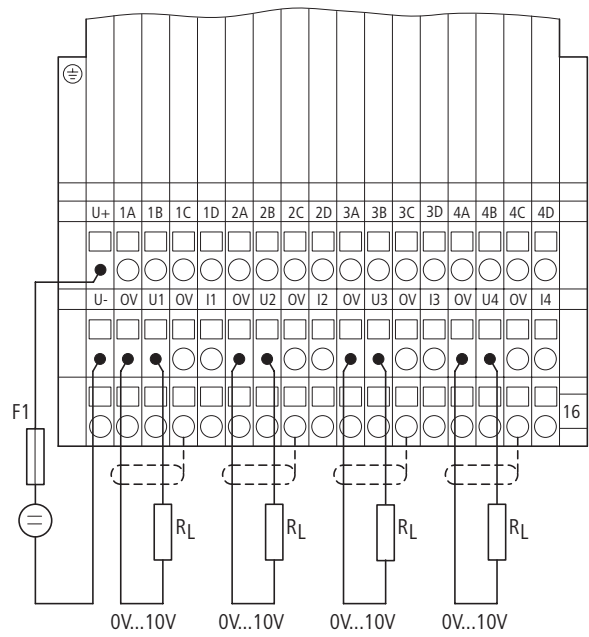 U+ 1A 1B 1C 1D 2A 2B 2C 2D 3A 3B 3C 3D 4A 4B 4C 4D
U- 0V U1 0V I1 0V U2 0V I2 0V U3 0V I3 0V U4 0V I4
F1
16
RL RL RL RL
0V...10V 0V...10V 0V...10V 0V...10V